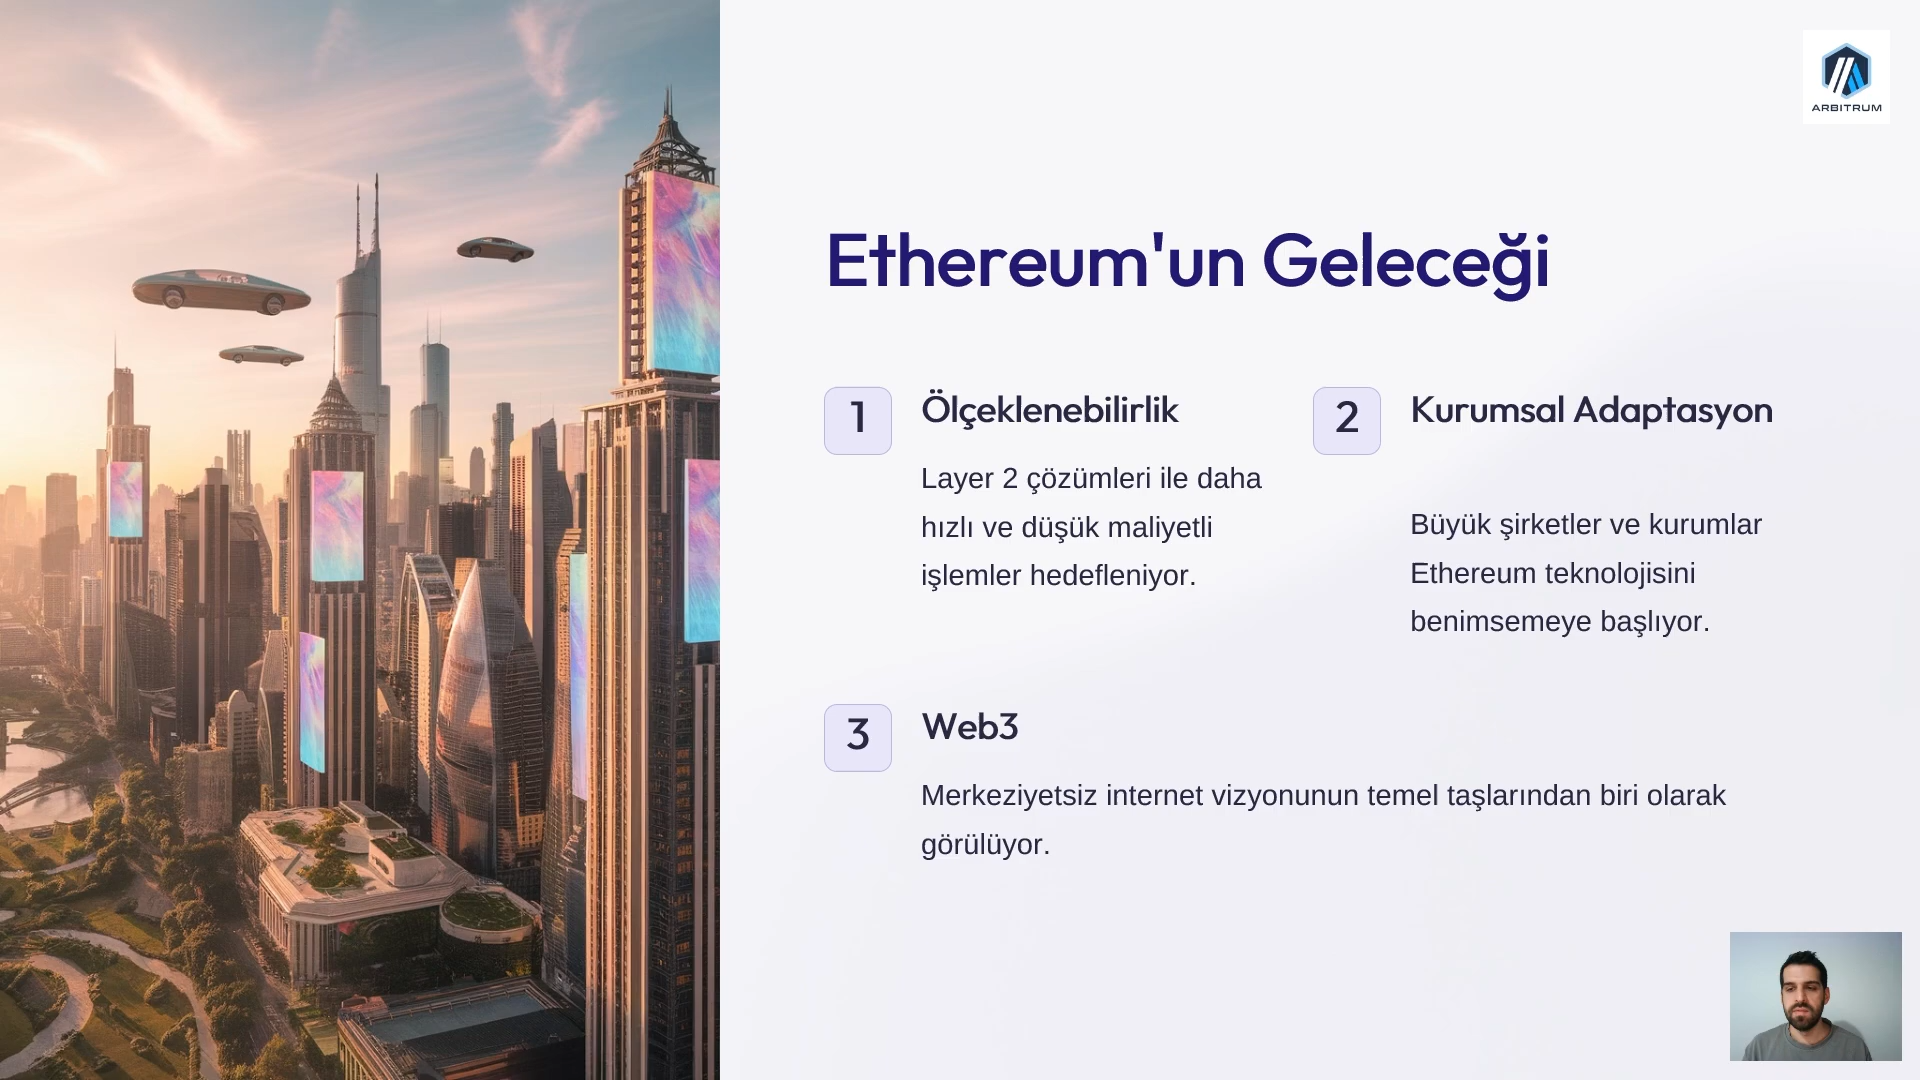 ARBITRUM
Ethereum'un Geleceği
1
Ölçeklenebilirlik
Layer 2 çözümleri ile daha
hızlı ve düşük maliyetli
işlemler hedefleniyor.
2
Kurumsal Adaptasyon
Büyük şirketler ve kurumlar
Ethereum teknolojisini
benimsemeye başlıyor.
3
Web3
Merkeziyetsiz internet vizyonunun temel taşlarından biri olarak
görülüyor.